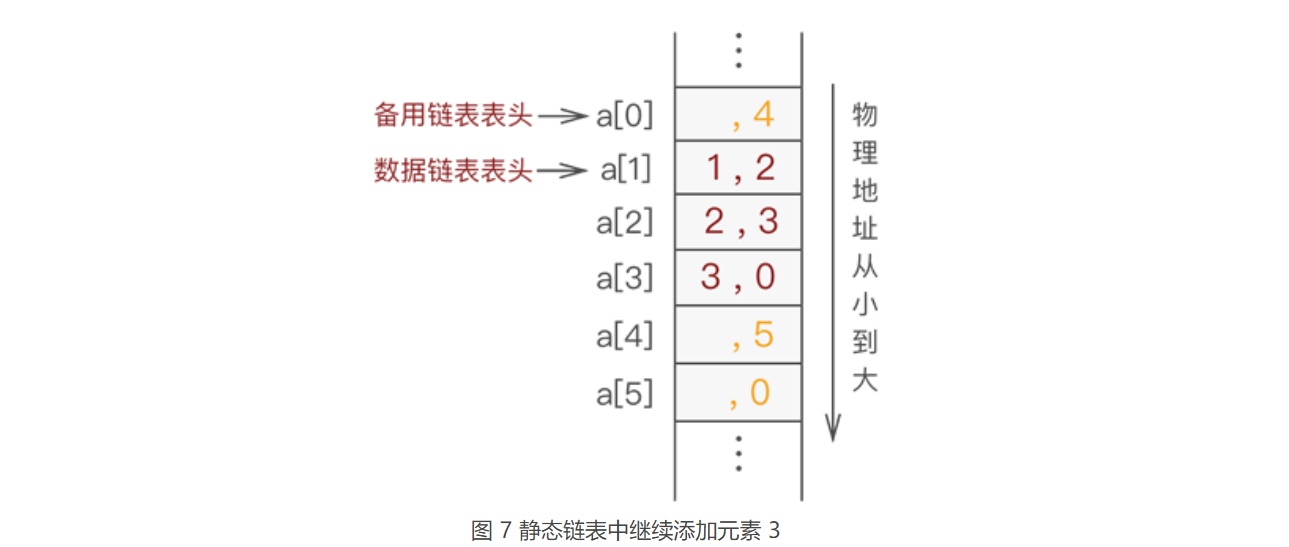 备用链表表头 a[0] , 4
数据链表表头 a[1] 1 , 2
a[2] 2 , 3
a[3] 3 , 0
a[4] , 5
a[5] , 0
物理地址从小到大
图 7 静态链表中继续添加元素 3